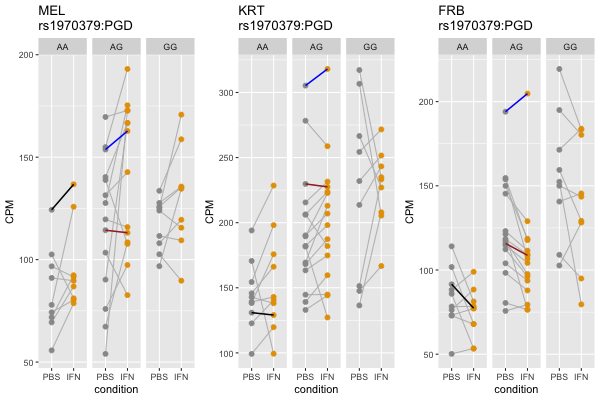 MEL
rs1970379:PGD
AA AG GG
200
150
100
50
CPM
PBS IFN PBS IFN PBS IFN
condition
KRT
rs1970379:PGD
AA AG GG
300
250
200
150
100
CPM
PBS IFN PBS IFN PBS IFN
condition
FRB
rs1970379:PGD
AA AG GG
200
150
100
50
CPM
PBS IFN PBS IFN PBS IFN
condition